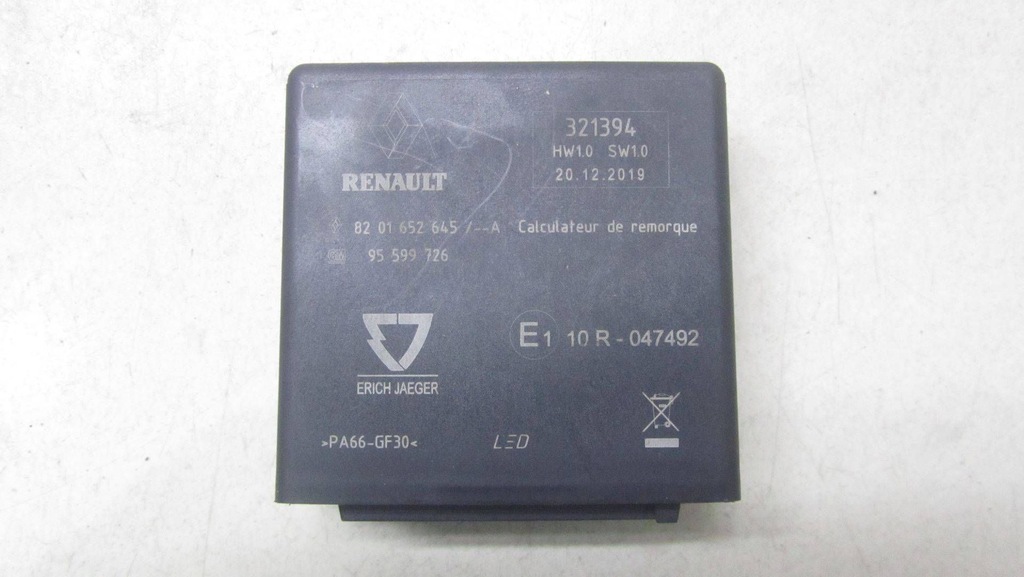 321394
HW1.0 SW1.0
20.12.2019
RENAULT
82 01 652 645 /--A Calculateur de remorque
95 599 726
E1 10 R - 047492
ERICH JAEGER
>PA66-GF30< LED